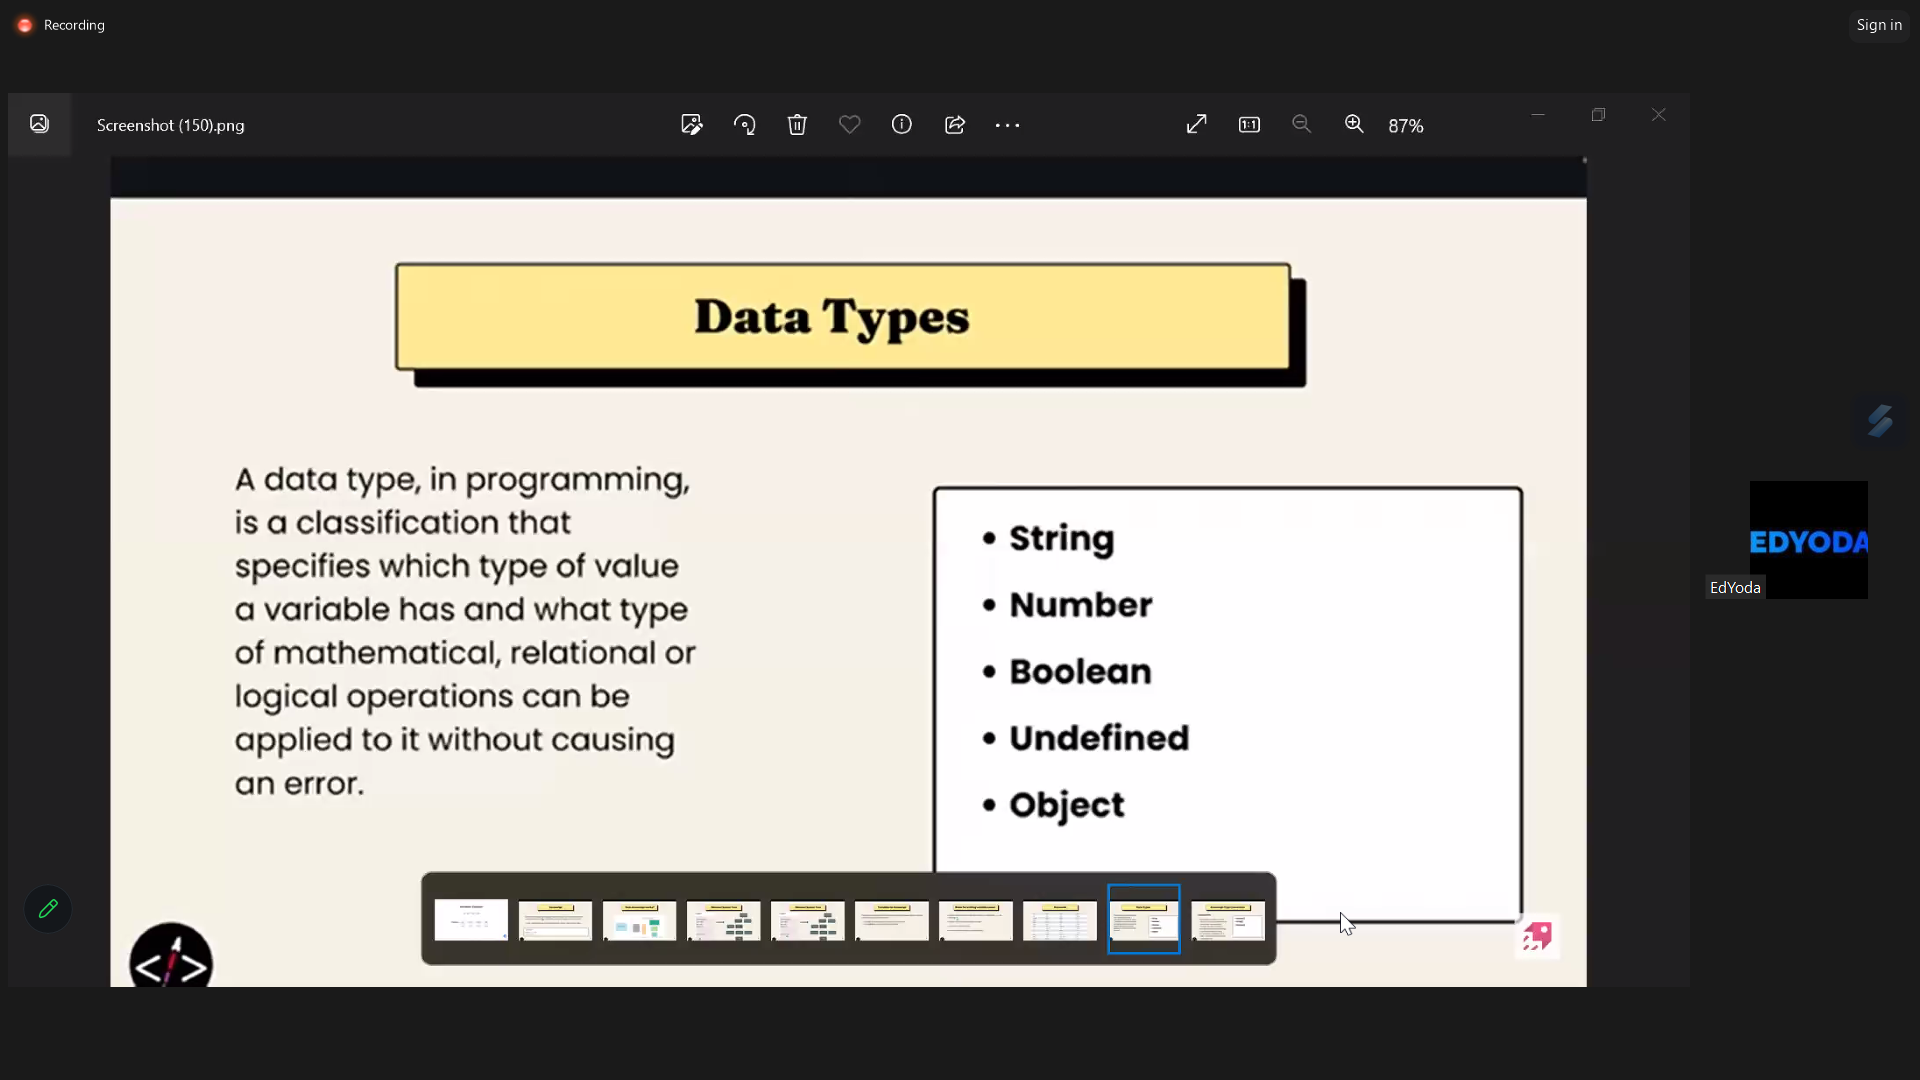 Recording
Sign in
Screenshot (150).png
87%
Data Types
A data type, in programming,
is a classification that
specifies which type of value
a variable has and what type
of mathematical, relational or
logical operations can be
applied to it without causing
an error.
• String
• Number
• Boolean
• Undefined
• Object
EDYODA
EdYoda